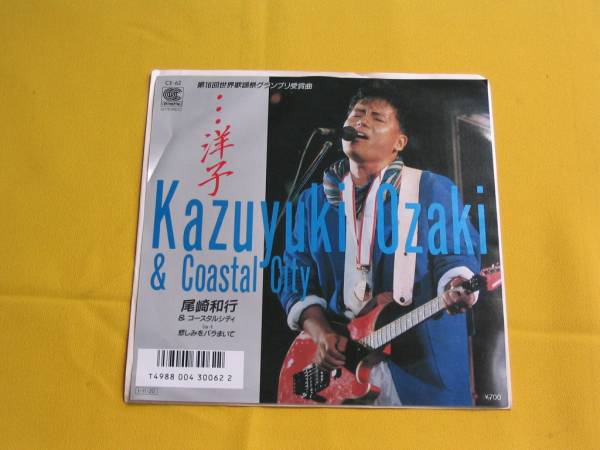 CS-62
第16回世界歌謡祭グランプリ受賞曲
…洋子
Kazuyuki Ozaki
& Coastal City
尾崎和行
& コースタルシティ
悲しみをバラまいて
T4988 004 30062 2
¥700